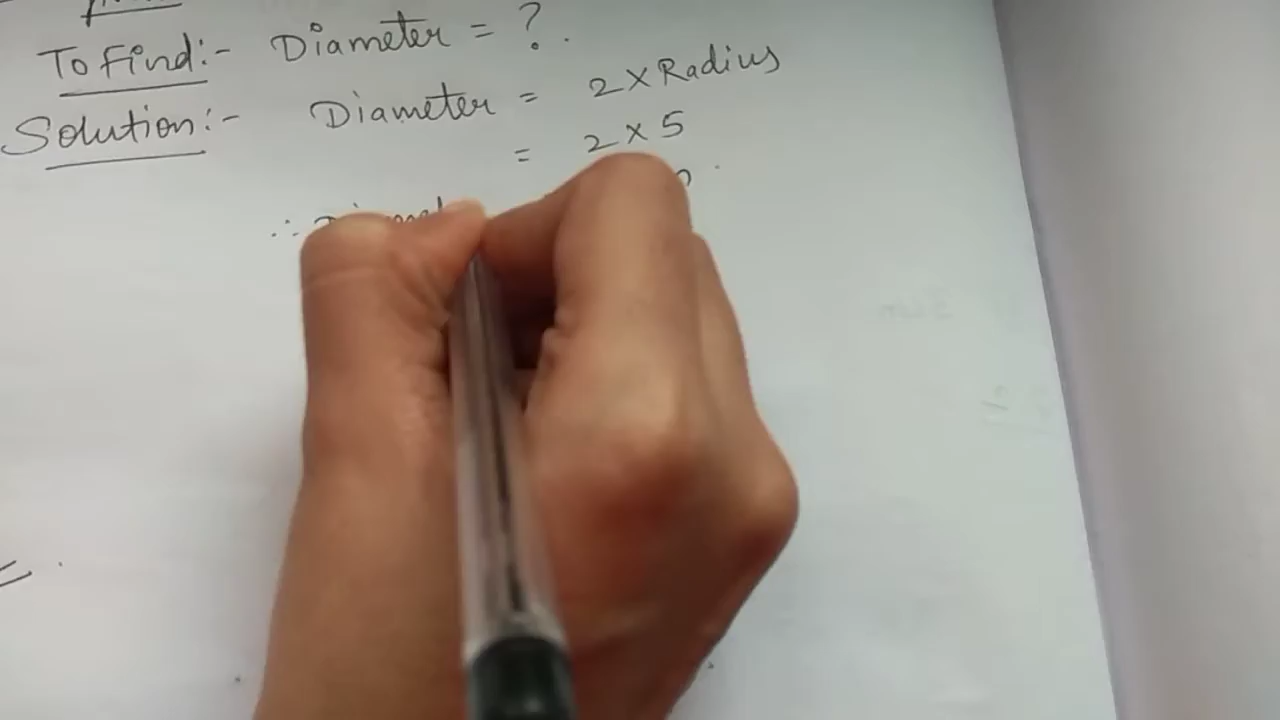 To Find:- Diameter = ?.
Solution:- Diameter = 2 × Radius
= 2 × 5
∴